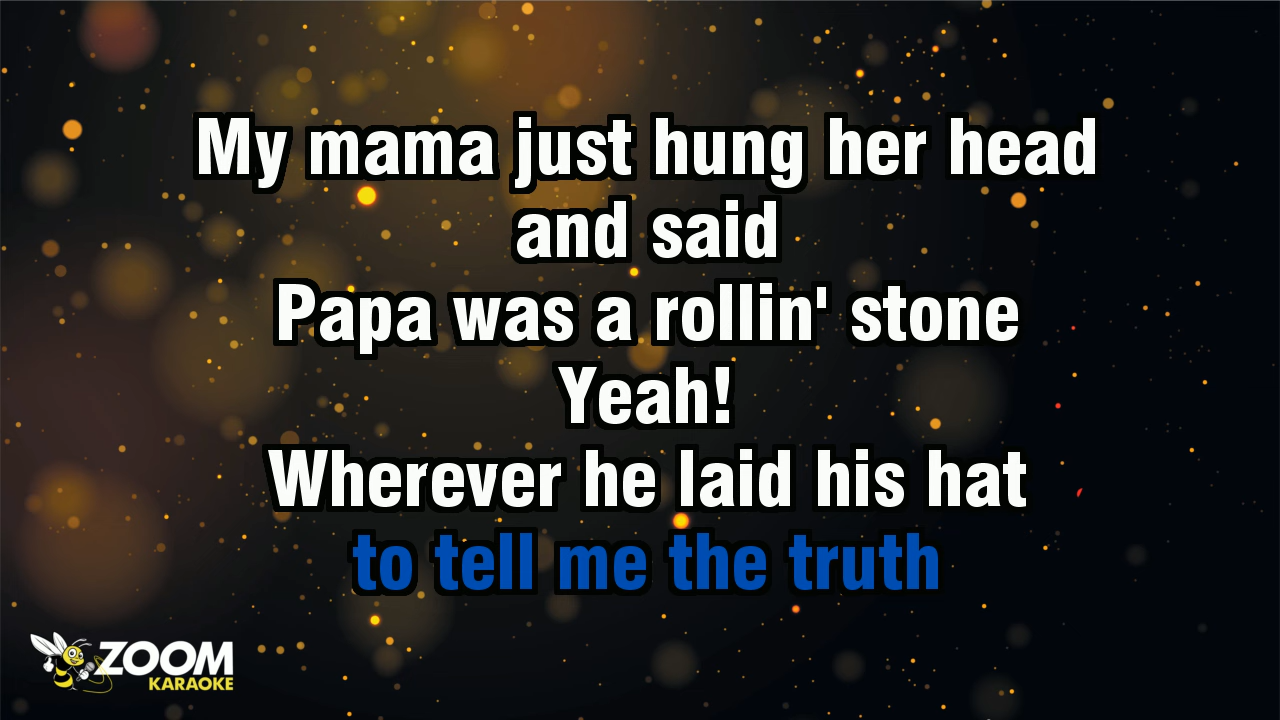 My mama just hung her head
and said
Papa was a rollin' stone
Yeah!
Wherever he laid his hat
to tell me the truth
ZOOM
KARAOKE